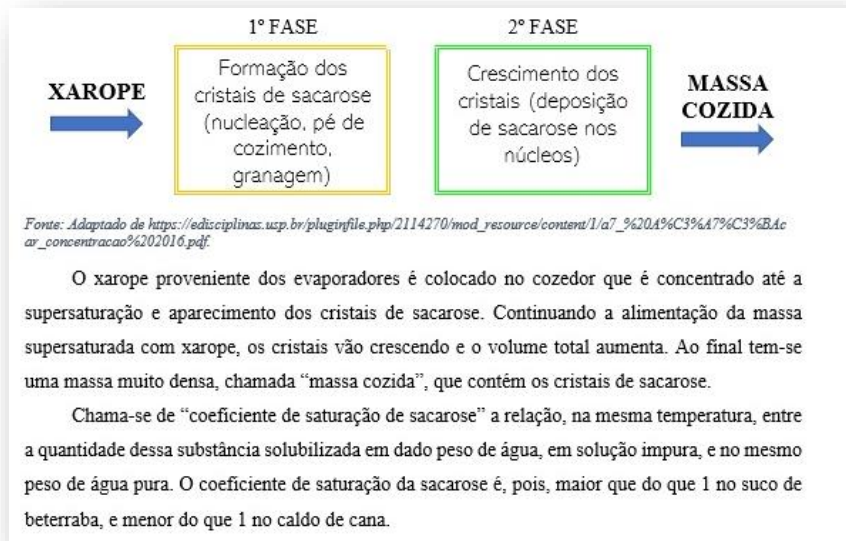 1º FASE
2º FASE
XAROPE
Formação dos
cristais de sacarose
(nucleação, pé de
cozimento,
granagem)
Crescimento dos
cristais (deposição
de sacarose nos
núcleos)
MASSA
COZIDA
Fonte: Adaptado de https://edisciplinas.usp.br/pluginfile.php/2114270/mod_resource/content/1/a7_%20A%C3%A7%C3%BAc
ar_concentracao%202016.pdf.
O xarope proveniente dos evaporadores é colocado no cozedor que é concentrado até a
supersaturação e aparecimento dos cristais de sacarose. Continuando a alimentação da massa
supersaturada com xarope, os cristais vão crescendo e o volume total aumenta. Ao final tem-se
uma massa muito densa, chamada “massa cozida”, que contém os cristais de sacarose.
Chama-se de “coeficiente de saturação de sacarose” a relação, na mesma temperatura, entre
a quantidade dessa substância solubilizada em dado peso de água, em solução impura, e no mesmo
peso de água pura. O coeficiente de saturação da sacarose é, pois, maior que do que 1 no suco de
beterraba, e menor do que 1 no caldo de cana.